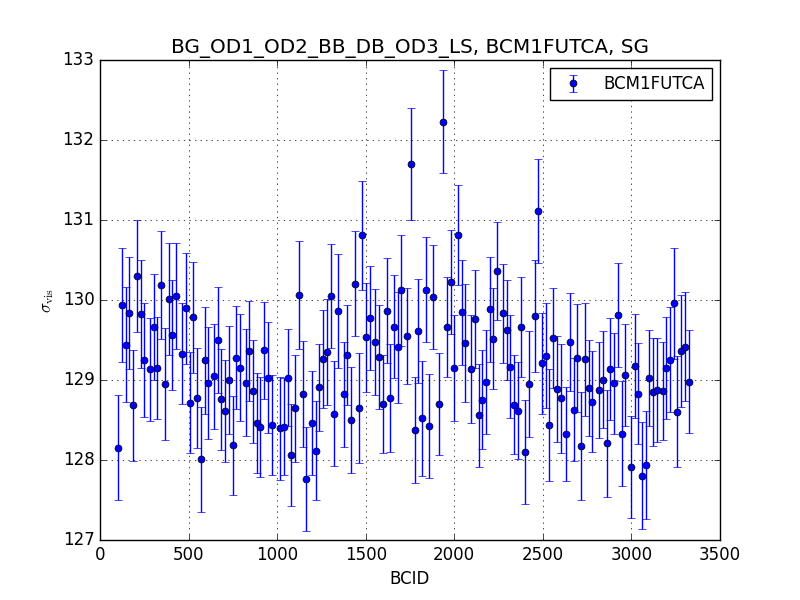 BG_OD1_OD2_BB_DB_OD3_LS, BCM1FUTCA, SG
BCM1FUTCA
133
132
131
130
129
128
127
σvis
0 500 1000 1500 2000 2500 3000 3500
BCID